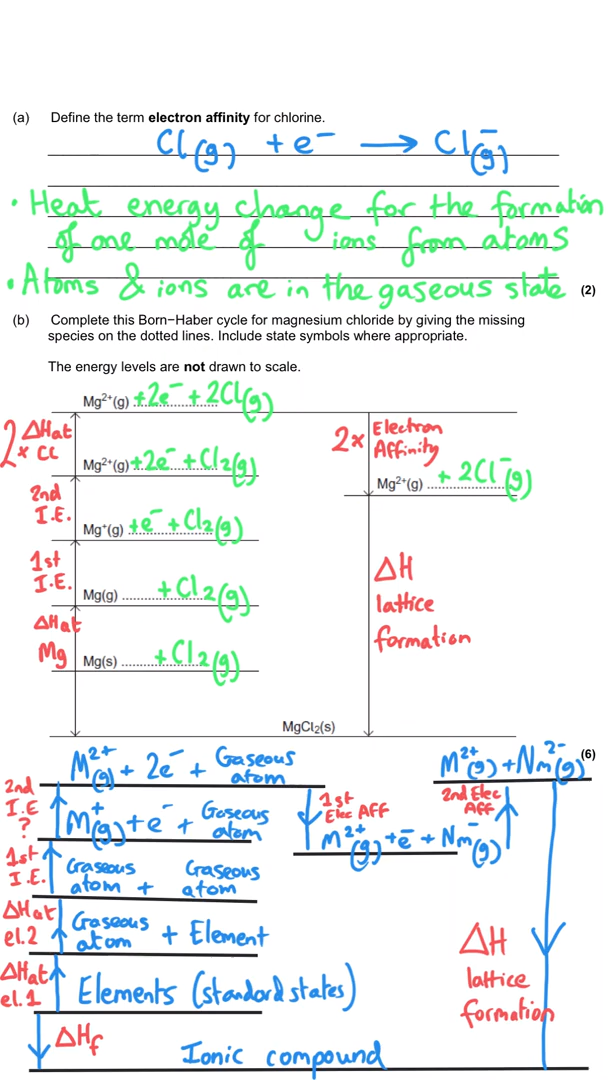 (a) Define the term electron affinity for chlorine.
Cl(g) + e⁻ → Cl⁻(g)
• Heat energy change for the formation
of one mole of ions from atoms
• Atoms & ions are in the gaseous state (2)
(b) Complete this Born−Haber cycle for magnesium chloride by giving the missing
species on the dotted lines. Include state symbols where appropriate.
The energy levels are not drawn to scale.
Mg²⁺(g) +2e⁻ + 2Cl(g)
2 × ΔHat Cl
2× Electron Affinity
Mg²⁺(g) +2e⁻ + Cl₂(g)
Mg²⁺(g) + 2Cl⁻(g)
2nd I.E.
Mg⁺(g) +e⁻ + Cl₂(g)
1st I.E.
ΔH lattice formation
Mg(g) + Cl₂(g)
ΔHat Mg
Mg(s) + Cl₂(g)
MgCl₂(s)
(6)
M²⁺(g) + 2e⁻ + Gaseous atom
M²⁺(g) + Nm²⁻(g)
2nd I.E ?
M⁺(g) + e⁻ + Gaseous atom
1st Elec AFF
2nd Elec AFF
M²⁺(g) + e⁻ + Nm⁻(g)
1st I.E.
Gaseous atom + Gaseous atom
ΔHat el.2
Gaseous atom + Element
ΔH lattice formation
ΔHat el.1
Elements (standard states)
ΔHf
Ionic compound